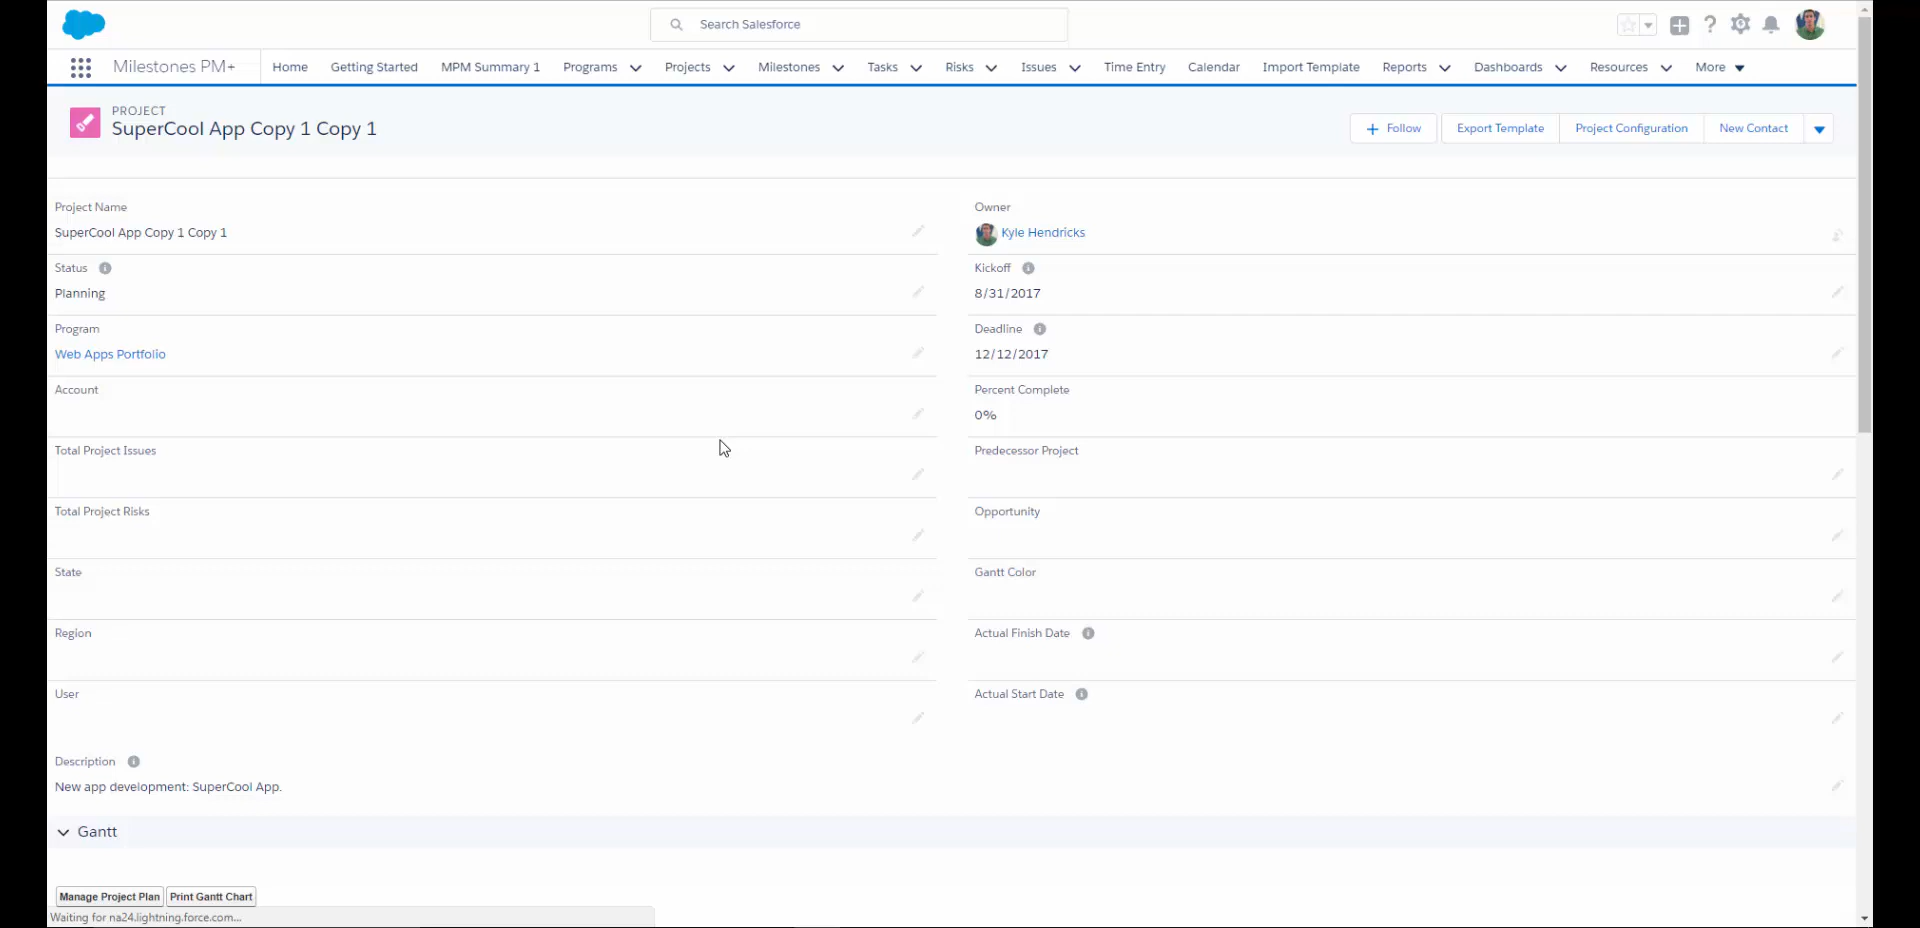 Search Salesforce
Milestones PM+ Home Getting Started MPM Summary 1 Programs Projects Milestones Tasks Risks Issues Time Entry Calendar Import Template Reports Dashboards Resources More
PROJECT
SuperCool App Copy 1 Copy 1
Follow Export Template Project Configuration New Contact
Project Name
SuperCool App Copy 1 Copy 1
Owner
Kyle Hendricks
Status
Planning
Kickoff
8/31/2017
Program
Web Apps Portfolio
Deadline
12/12/2017
Account
Percent Complete
0%
Total Project Issues
Predecessor Project
Total Project Risks
Opportunity
State
Gantt Color
Region
Actual Finish Date
User
Actual Start Date
Description
New app development: SuperCool App.
Gantt
Manage Project Plan Print Gantt Chart
Waiting for na24.lightning.force.com...